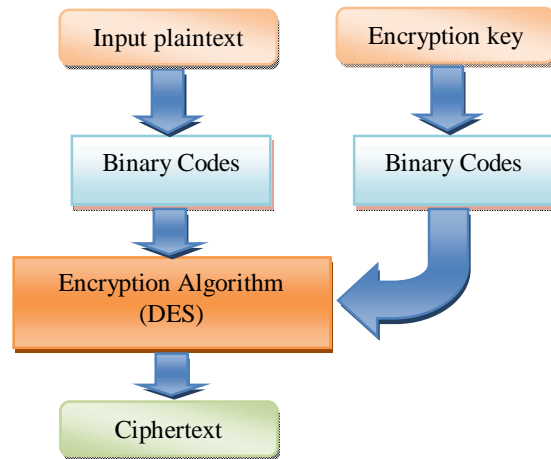 Input plaintext
Encryption key
Binary Codes
Binary Codes
Encryption Algorithm
(DES)
Ciphertext